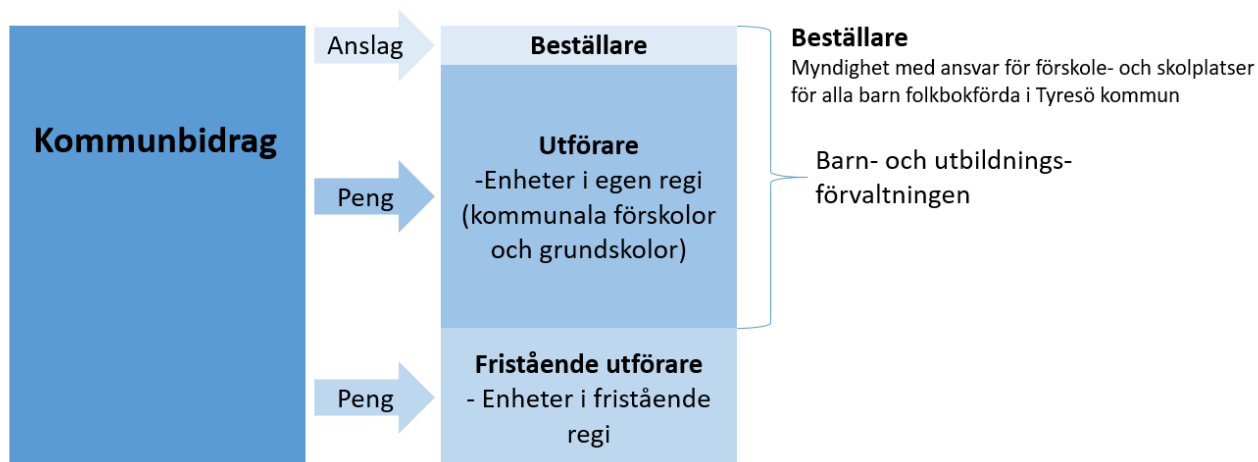 Kommunbidrag
Anslag
Peng
Peng
Beställare
Utförare
-Enheter i egen regi
(kommunala förskolor
och grundskolor)
Fristående utförare
- Enheter i fristående
regi
Beställare
Myndighet med ansvar för förskole- och skolplatser
för alla barn folkbokförda i Tyresö kommun
Barn- och utbildnings-
förvaltningen